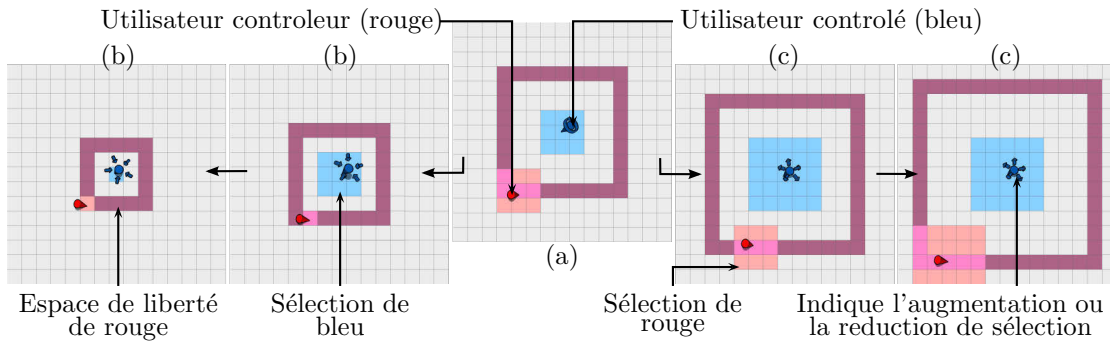 Utilisateur controleur (rouge)
Utilisateur controlé (bleu)
(b)
(b)
(c)
(c)
(a)
Espace de liberté
de rouge
Sélection de
bleu
Sélection de
rouge
Indique l'augmentation ou
la reduction de sélection